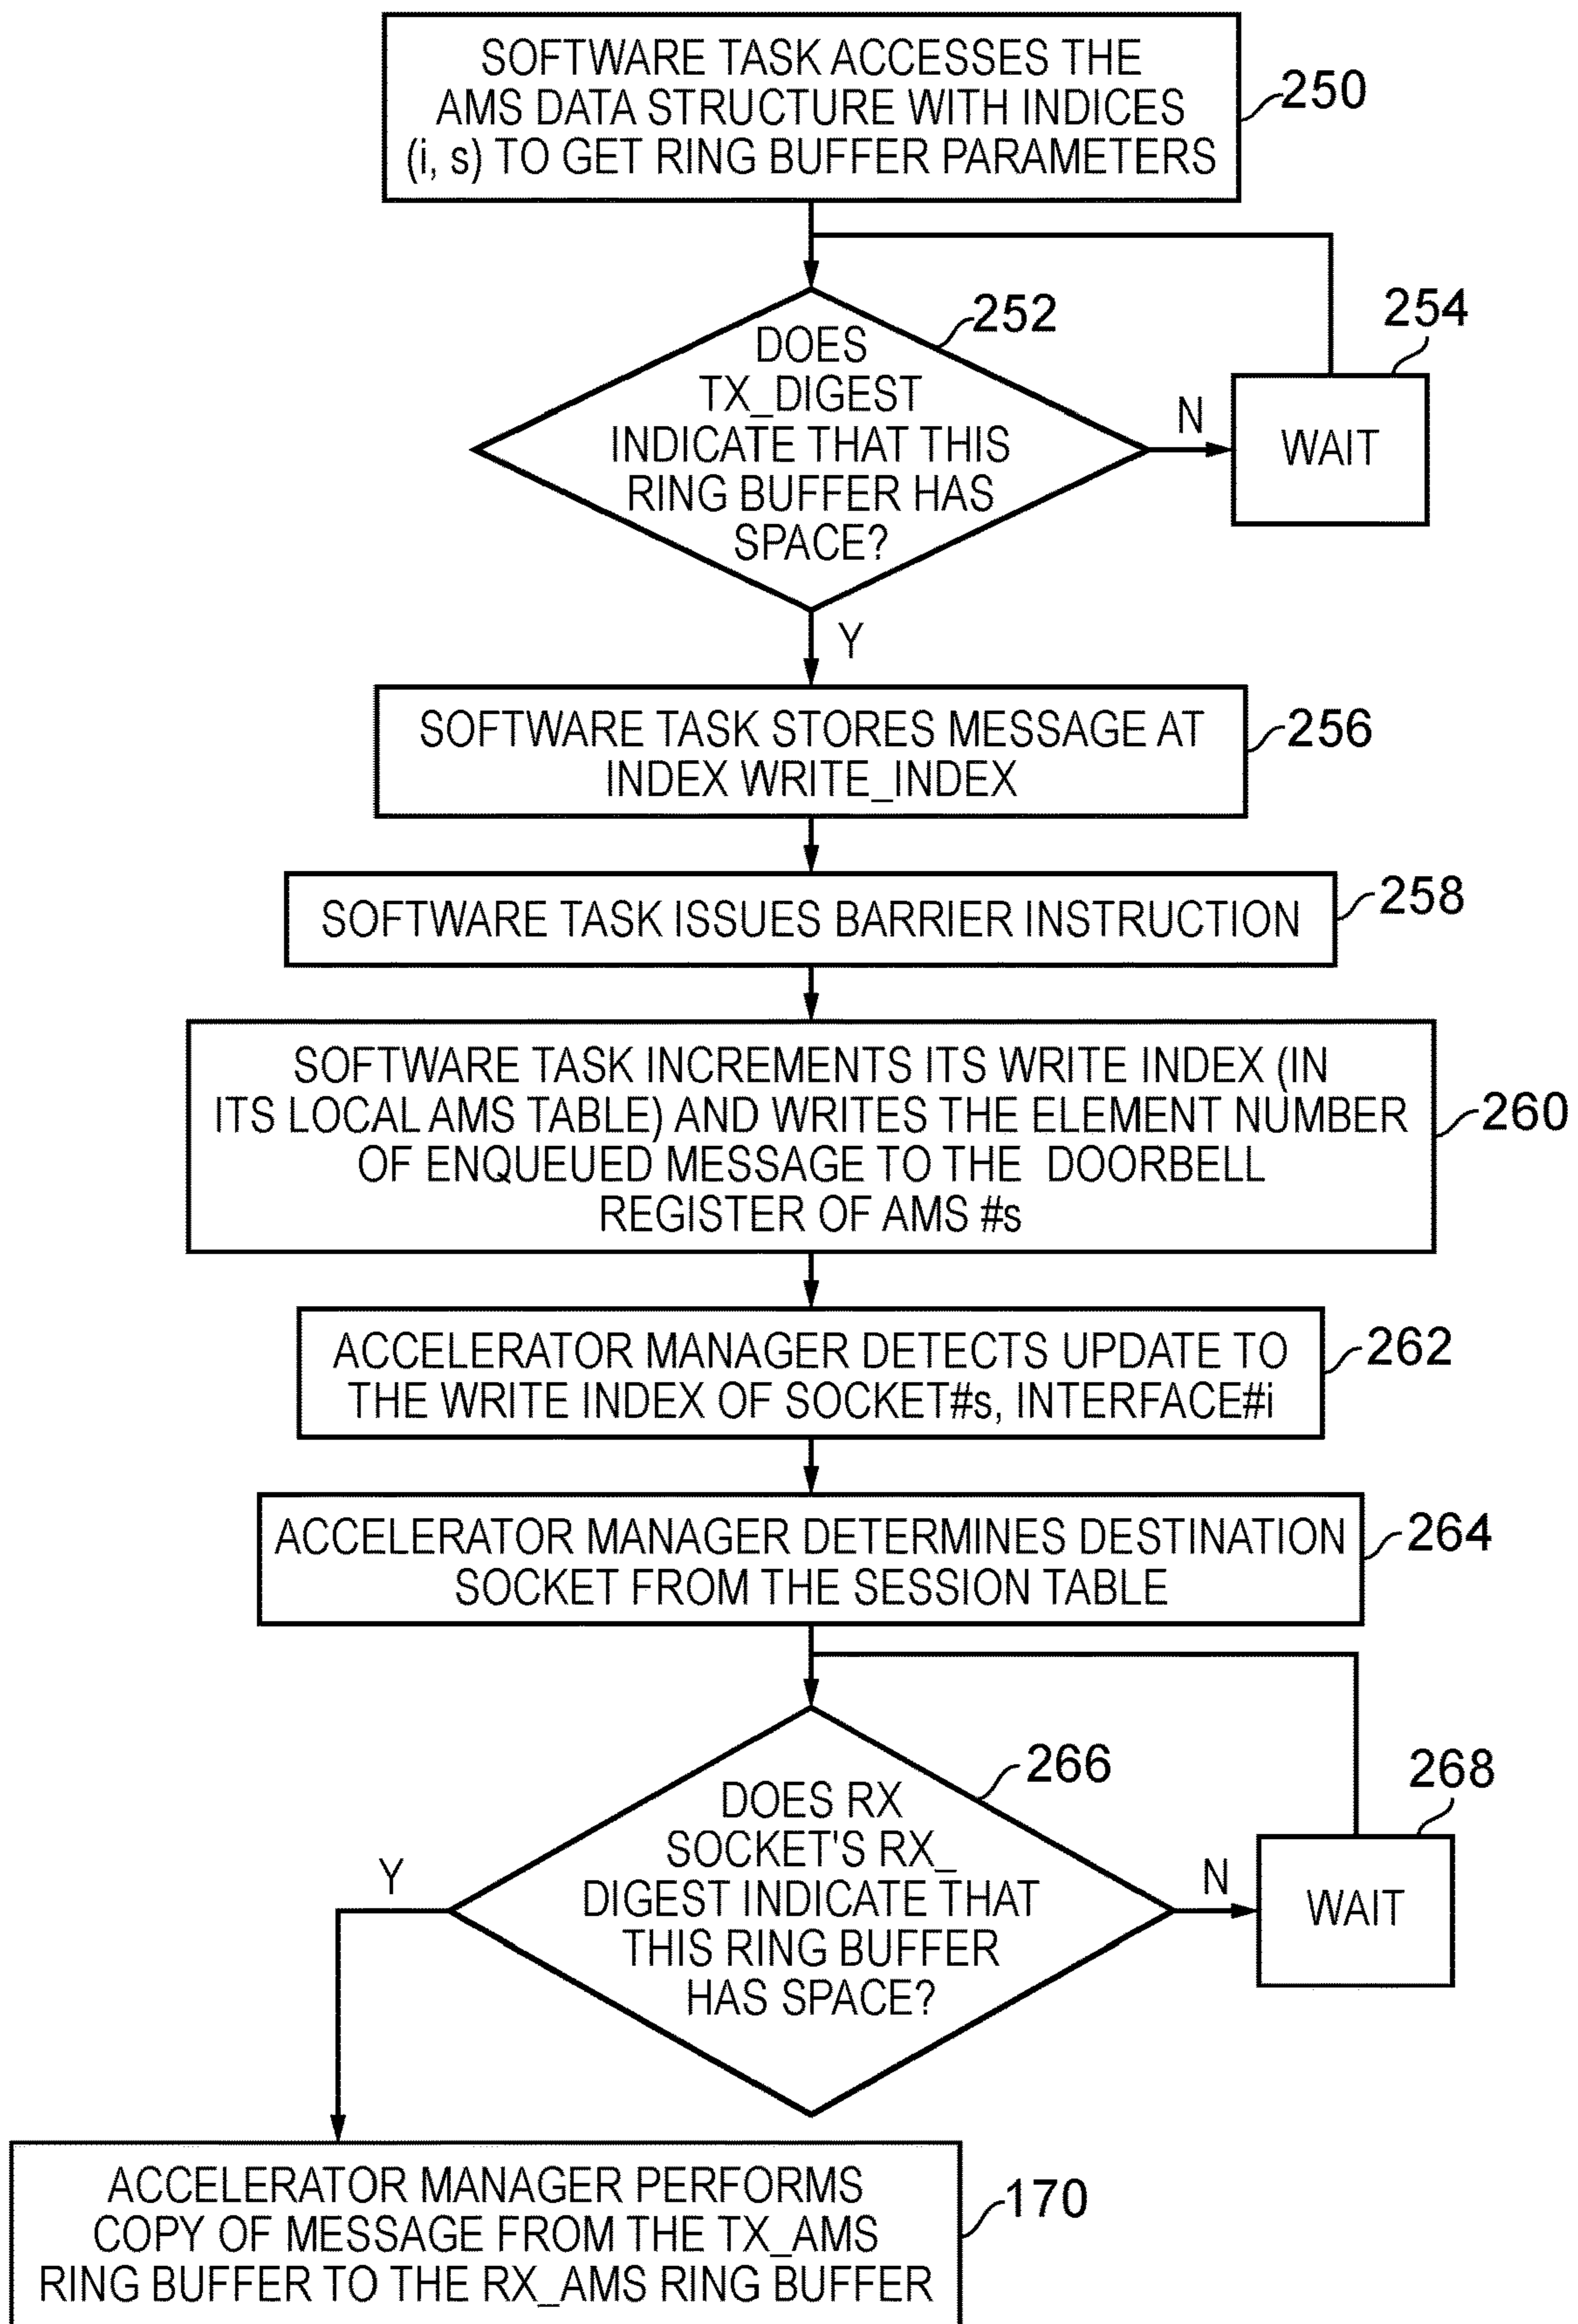 SOFTWARE TASK ACCESSES THE
AMS DATA STRUCTURE WITH INDICES
(i, s) TO GET RING BUFFER PARAMETERS
250
DOES
TX_DIGEST
INDICATE THAT THIS
RING BUFFER HAS
SPACE?
252
N
WAIT
254
Y
SOFTWARE TASK STORES MESSAGE AT
INDEX WRITE_INDEX
256
SOFTWARE TASK ISSUES BARRIER INSTRUCTION
258
SOFTWARE TASK INCREMENTS ITS WRITE INDEX (IN
ITS LOCAL AMS TABLE) AND WRITES THE ELEMENT NUMBER
OF ENQUEUED MESSAGE TO THE DOORBELL
REGISTER OF AMS #s
260
ACCELERATOR MANAGER DETECTS UPDATE TO
THE WRITE INDEX OF SOCKET#s, INTERFACE#i
262
ACCELERATOR MANAGER DETERMINES DESTINATION
SOCKET FROM THE SESSION TABLE
264
DOES RX
SOCKET'S RX_
DIGEST INDICATE THAT
THIS RING BUFFER
HAS SPACE?
266
N
WAIT
268
Y
ACCELERATOR MANAGER PERFORMS
COPY OF MESSAGE FROM THE TX_AMS
RING BUFFER TO THE RX_AMS RING BUFFER
170